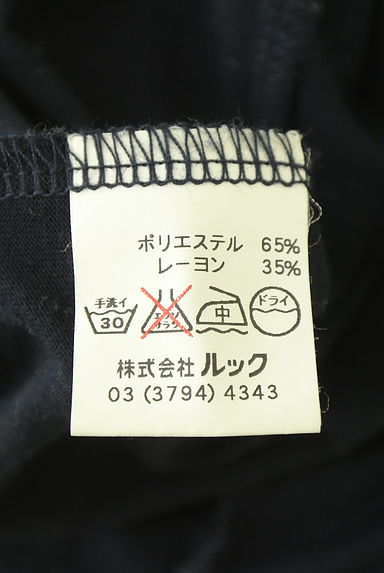 ポリエステル 65%
レーヨン 35%
手洗イ
30
エンソ
サラシ
中
ドライ
株式会社 ルック
03 (3794) 4343